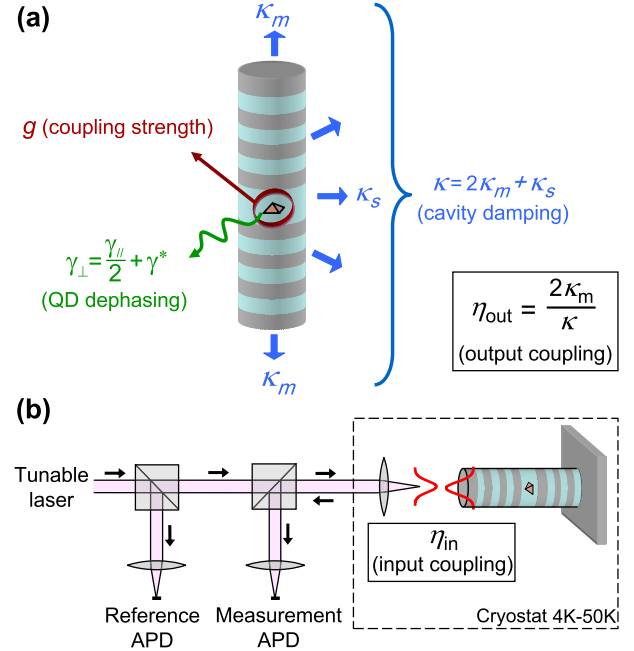 (a)
κm
g (coupling strength)
κs
κ = 2κm + κs
(cavity damping)
γ⊥ = γ// / 2 + γ*
(QD dephasing)
ηout = 2κm / κ
(output coupling)
κm
(b)
Tunable
laser
ηin
(input coupling)
Reference
APD
Measurement
APD
Cryostat 4K-50K